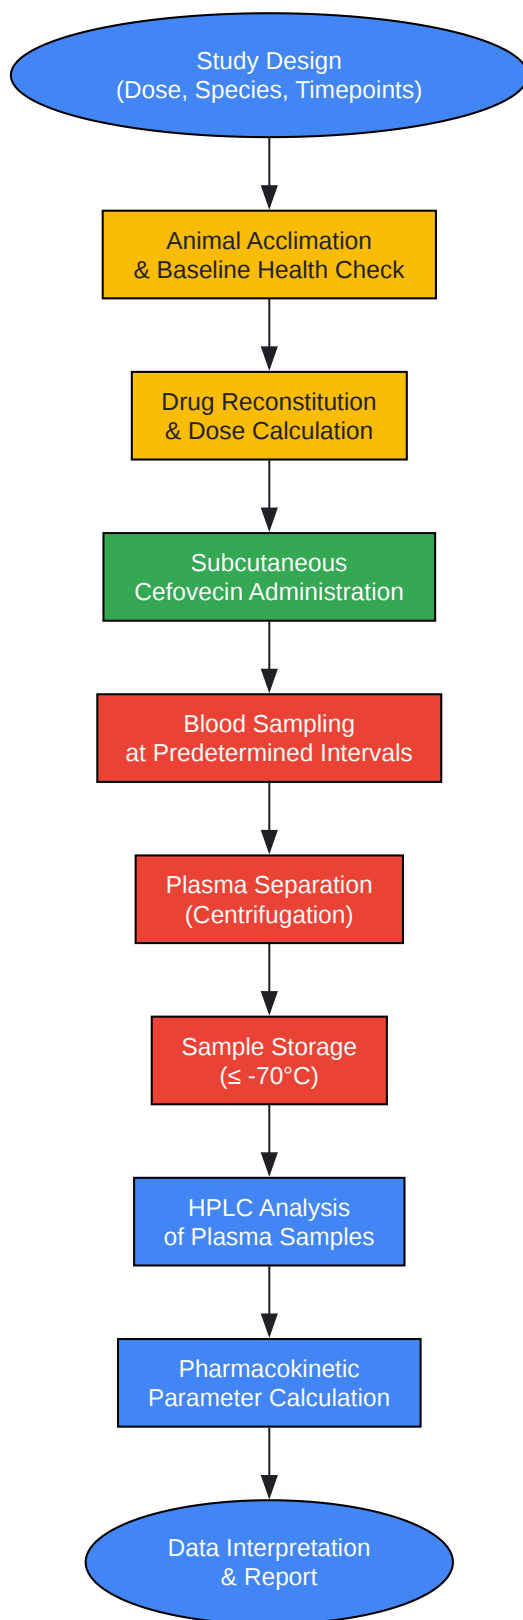 Study Design
(Dose, Species, Timepoints)
Animal Acclimation
& Baseline Health Check
Drug Reconstitution
& Dose Calculation
Subcutaneous
Cefovecin Administration
Blood Sampling
at Predetermined Intervals
Plasma Separation
(Centrifugation)
Sample Storage
(≤ -70°C)
HPLC Analysis
of Plasma Samples
Pharmacokinetic
Parameter Calculation
Data Interpretation
& Report